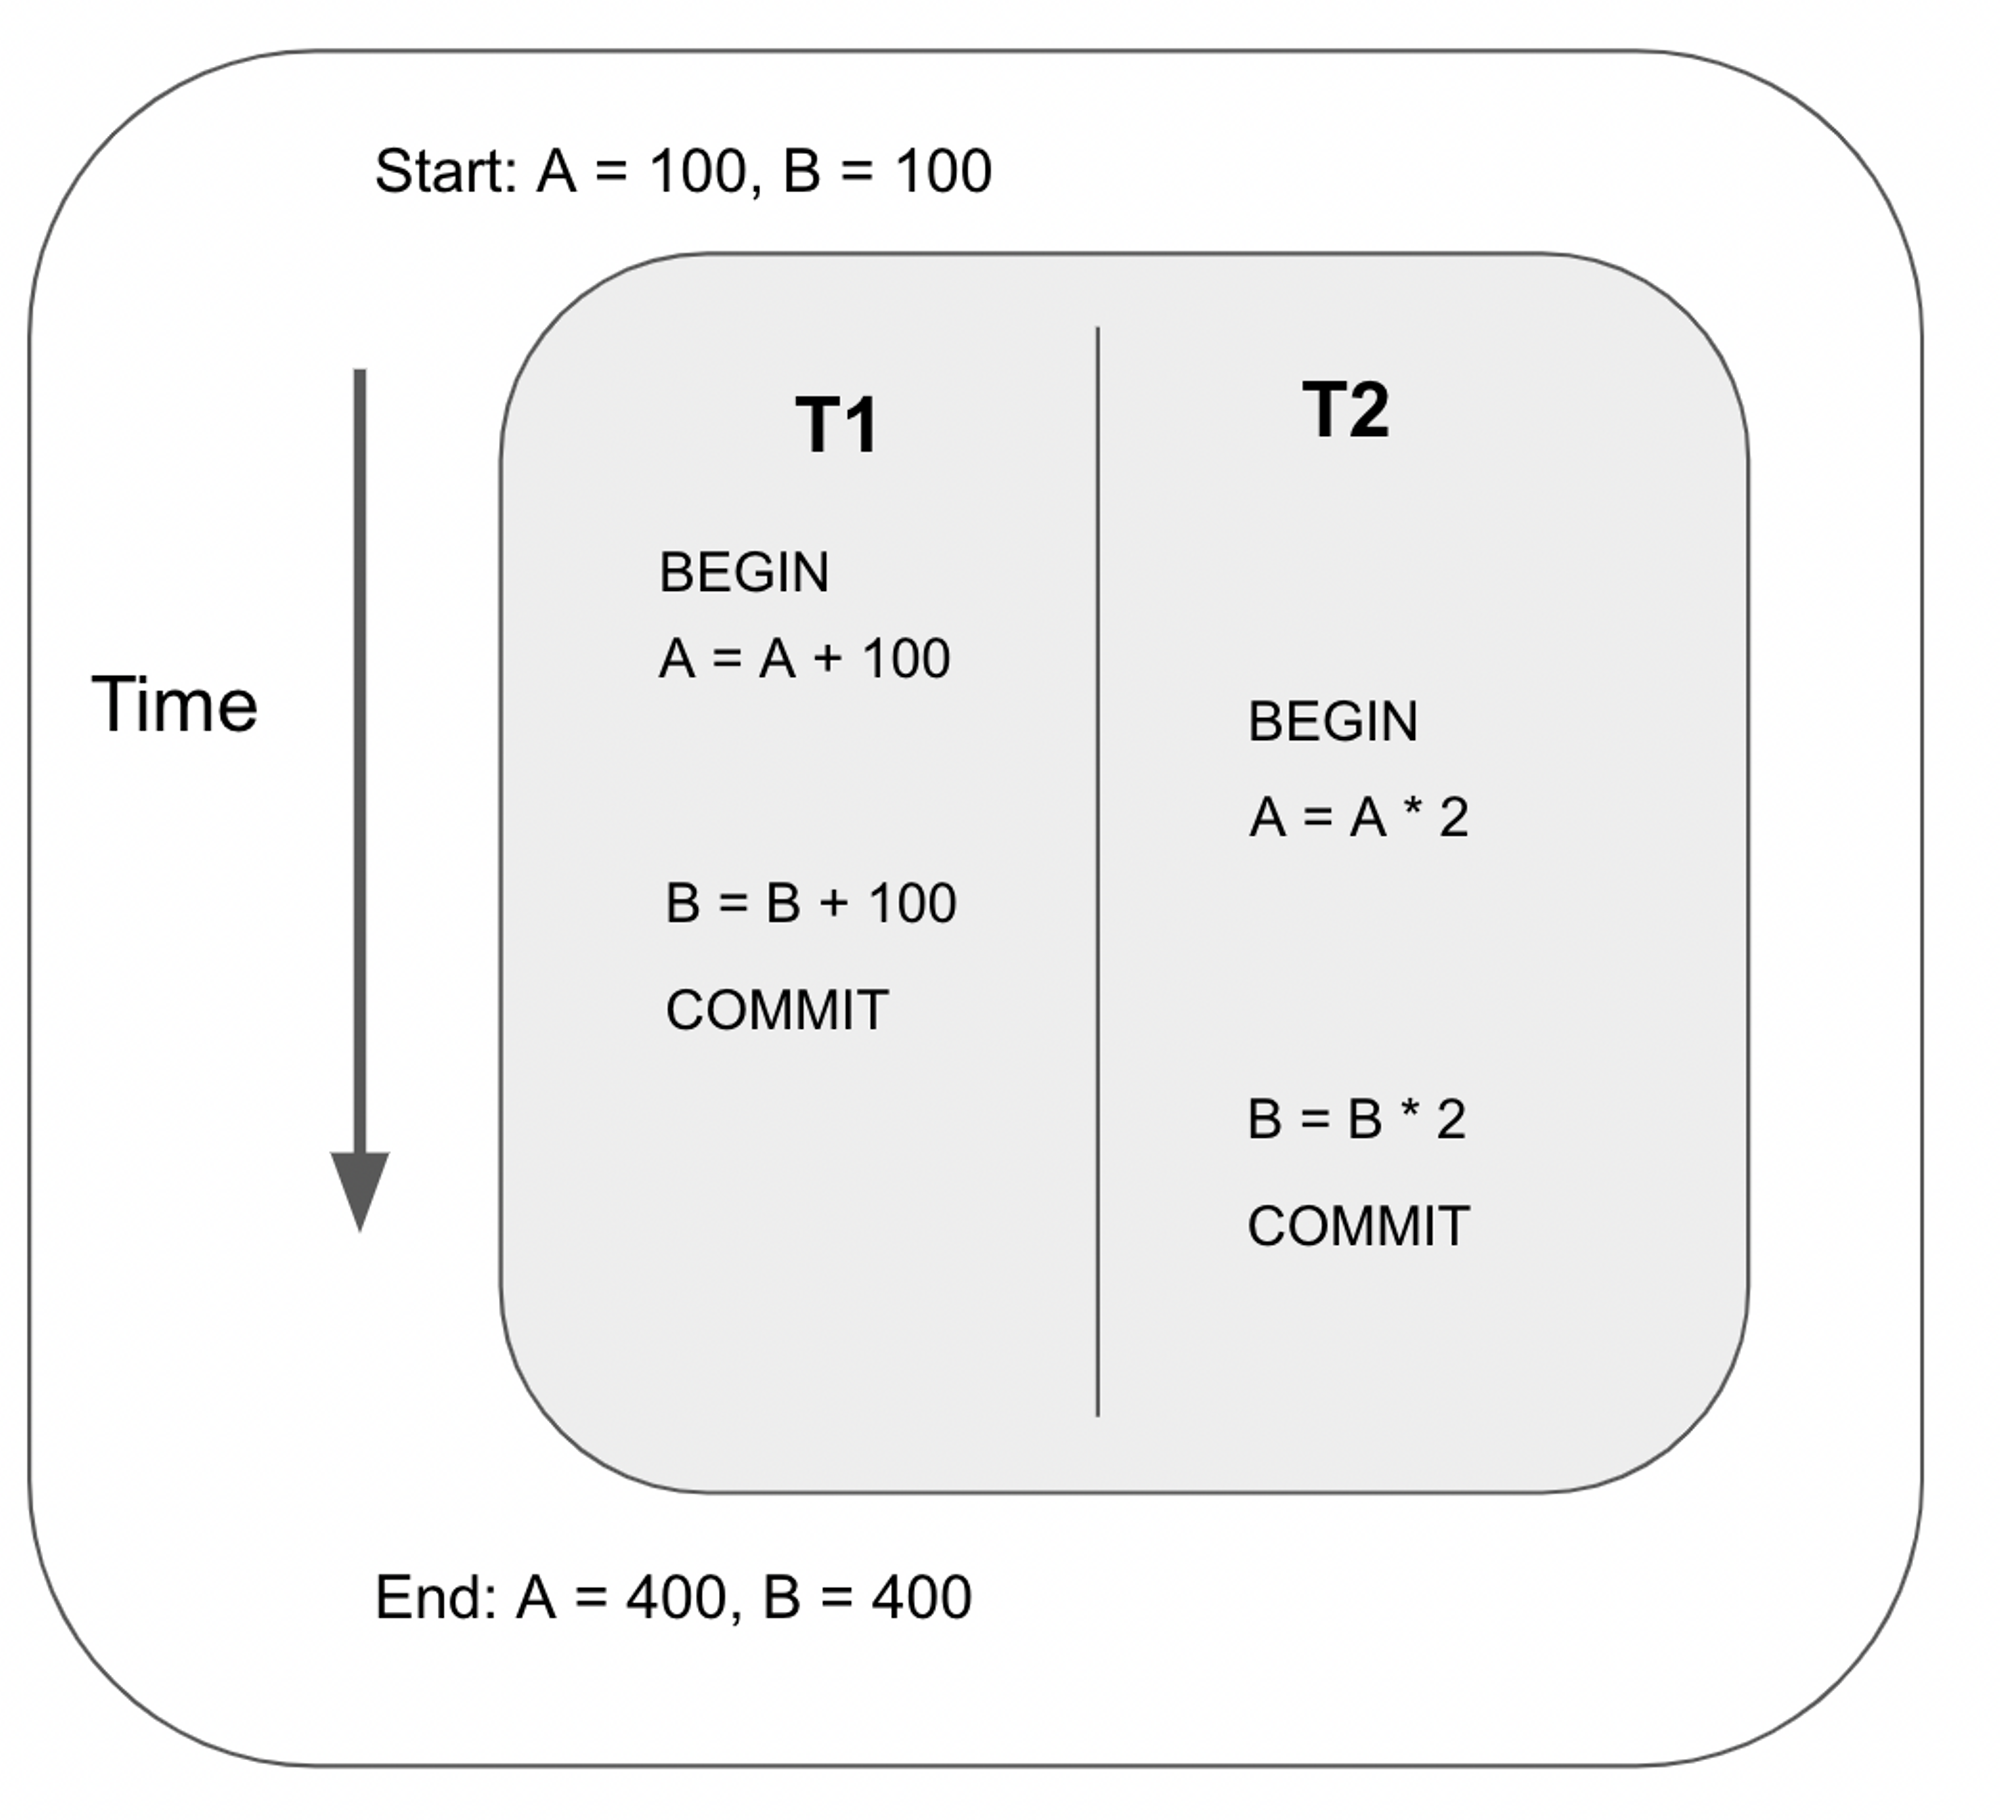 Start: A = 100, B = 100
T1
T2
BEGIN
A = A + 100
Time
BEGIN
A = A * 2
B = B + 100
COMMIT
B = B * 2
COMMIT
End: A = 400, B = 400